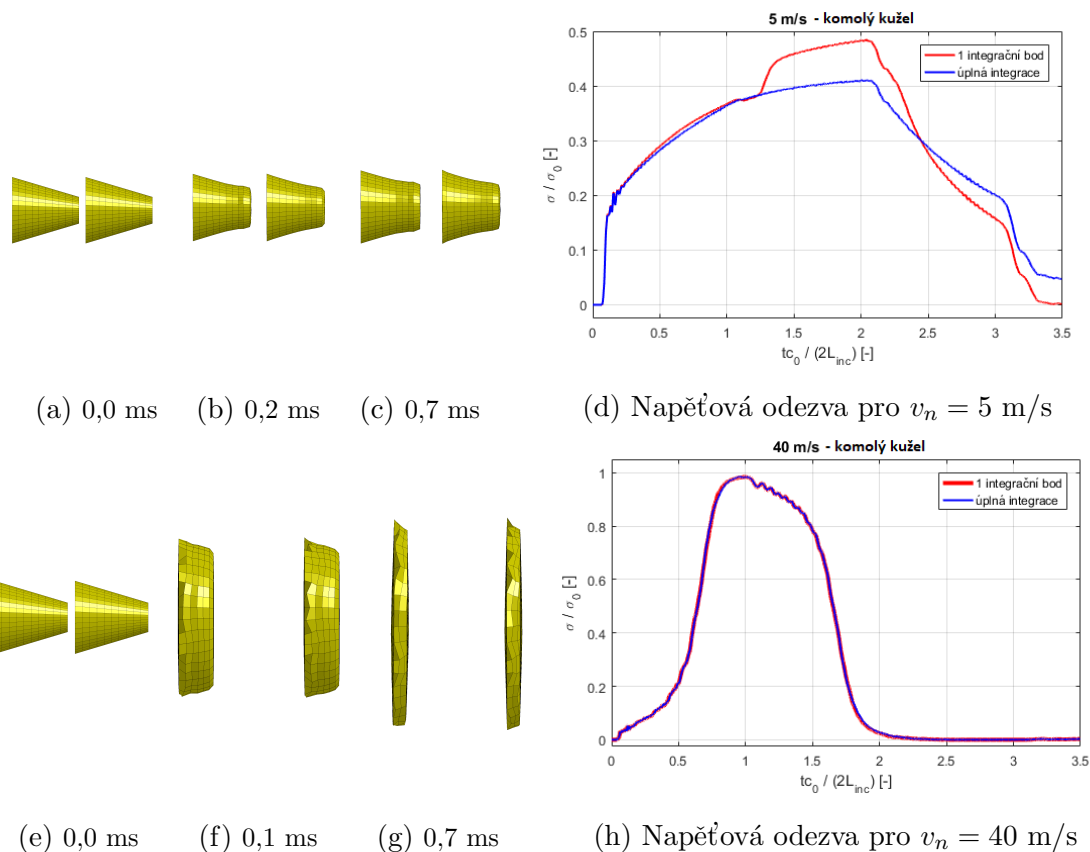 5 m/s - komolý kužel
1 integrační bod
úplná integrace
0.5
0.4
0.3
0.2
0.1
0
σ / σ0 [-]
0 0.5 1 1.5 2 2.5 3 3.5
tc0 / (2Linc) [-]
(a) 0,0 ms (b) 0,2 ms (c) 0,7 ms (d) Napěťová odezva pro vn = 5 m/s
40 m/s - komolý kužel
1 integrační bod
úplná integrace
1
0.8
0.6
0.4
0.2
0
σ / σ0 [-]
0 0.5 1 1.5 2 2.5 3 3.5
tc0 / (2Linc) [-]
(e) 0,0 ms (f) 0,1 ms (g) 0,7 ms (h) Napěťová odezva pro vn = 40 m/s